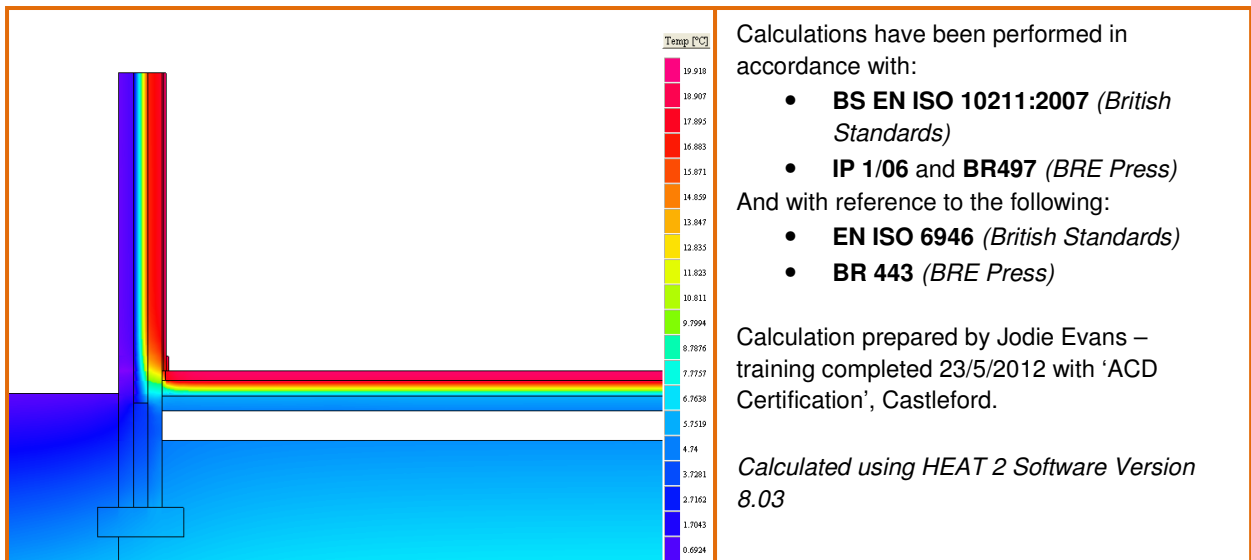 Temp [°C]
19.918
18.907
17.895
16.883
15.871
14.859
13.847
12.835
11.823
10.811
9.7994
8.7876
7.7757
6.7638
5.7519
4.74
3.7281
2.7162
1.7043
0.6924
Calculations have been performed in
accordance with:
• BS EN ISO 10211:2007 (British
Standards)
• IP 1/06 and BR497 (BRE Press)
And with reference to the following:
• EN ISO 6946 (British Standards)
• BR 443 (BRE Press)
Calculation prepared by Jodie Evans –
training completed 23/5/2012 with ‘ACD
Certification’, Castleford.
Calculated using HEAT 2 Software Version
8.03